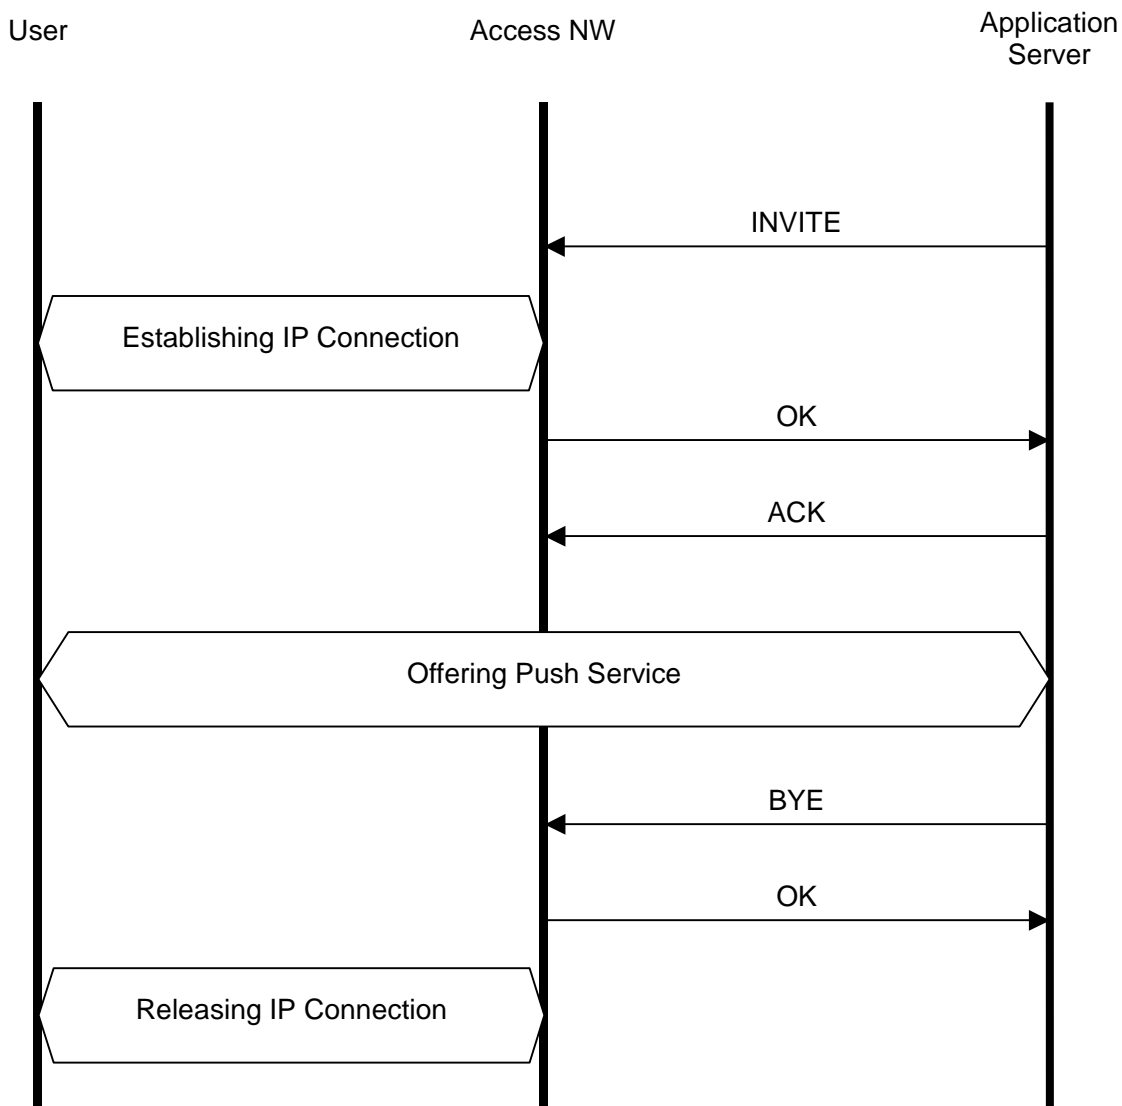 User
Access NW
Application
Server
INVITE
Establishing IP Connection
OK
ACK
Offering Push Service
BYE
OK
Releasing IP Connection